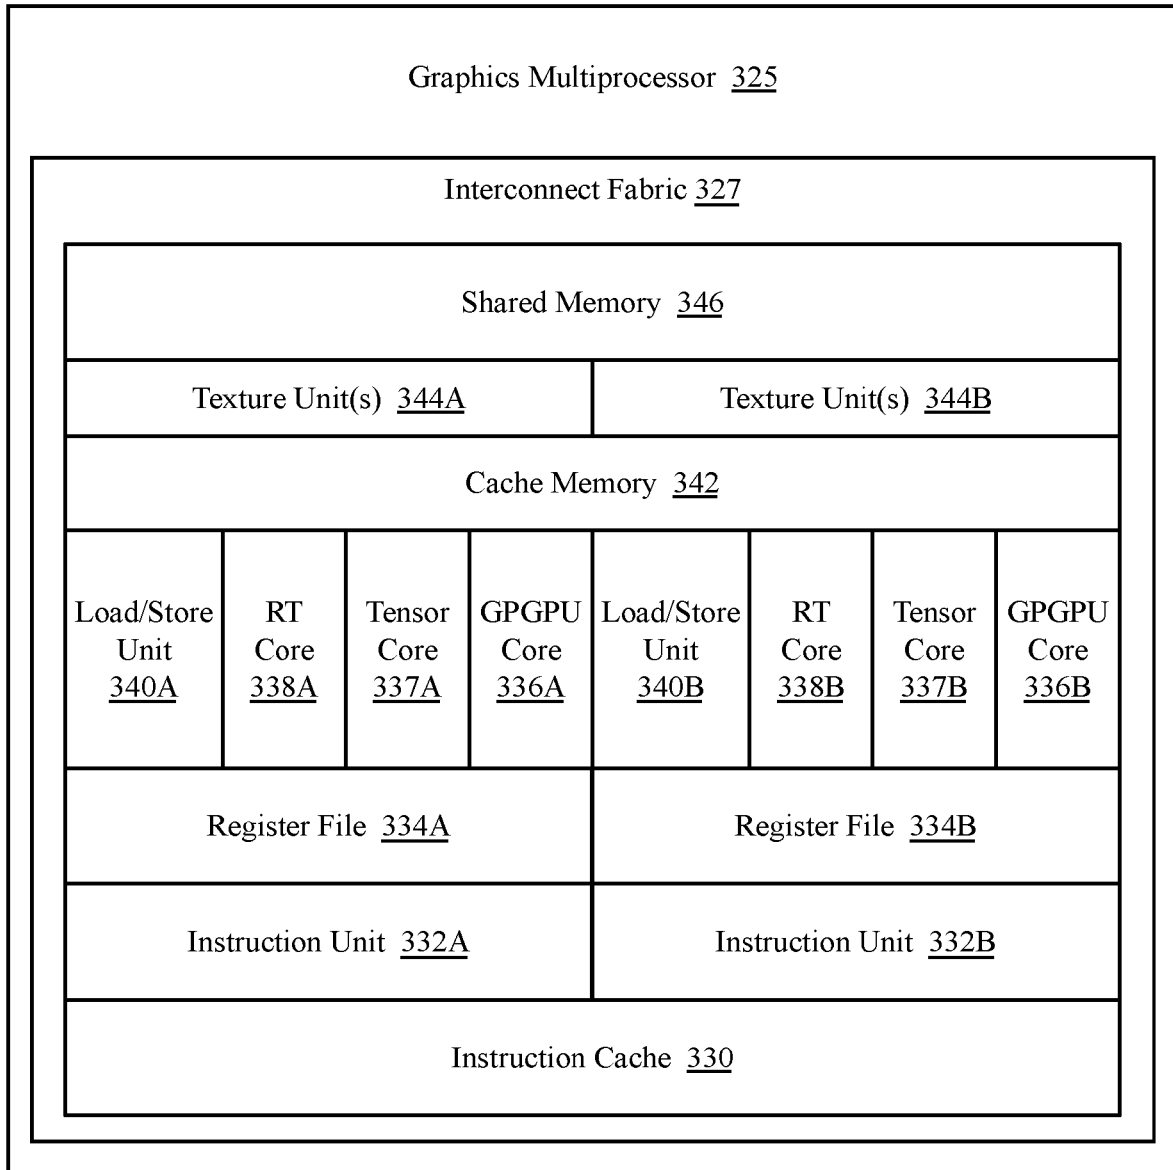 Graphics Multiprocessor 325
Interconnect Fabric 327
Shared Memory 346
Texture Unit(s) 344A
Texture Unit(s) 344B
Cache Memory 342
Load/Store
Unit
340A
RT
Core
338A
Tensor
Core
337A
GPGPU
Core
336A
Load/Store
Unit
340B
RT
Core
338B
Tensor
Core
337B
GPGPU
Core
336B
Register File 334A
Register File 334B
Instruction Unit 332A
Instruction Unit 332B
Instruction Cache 330